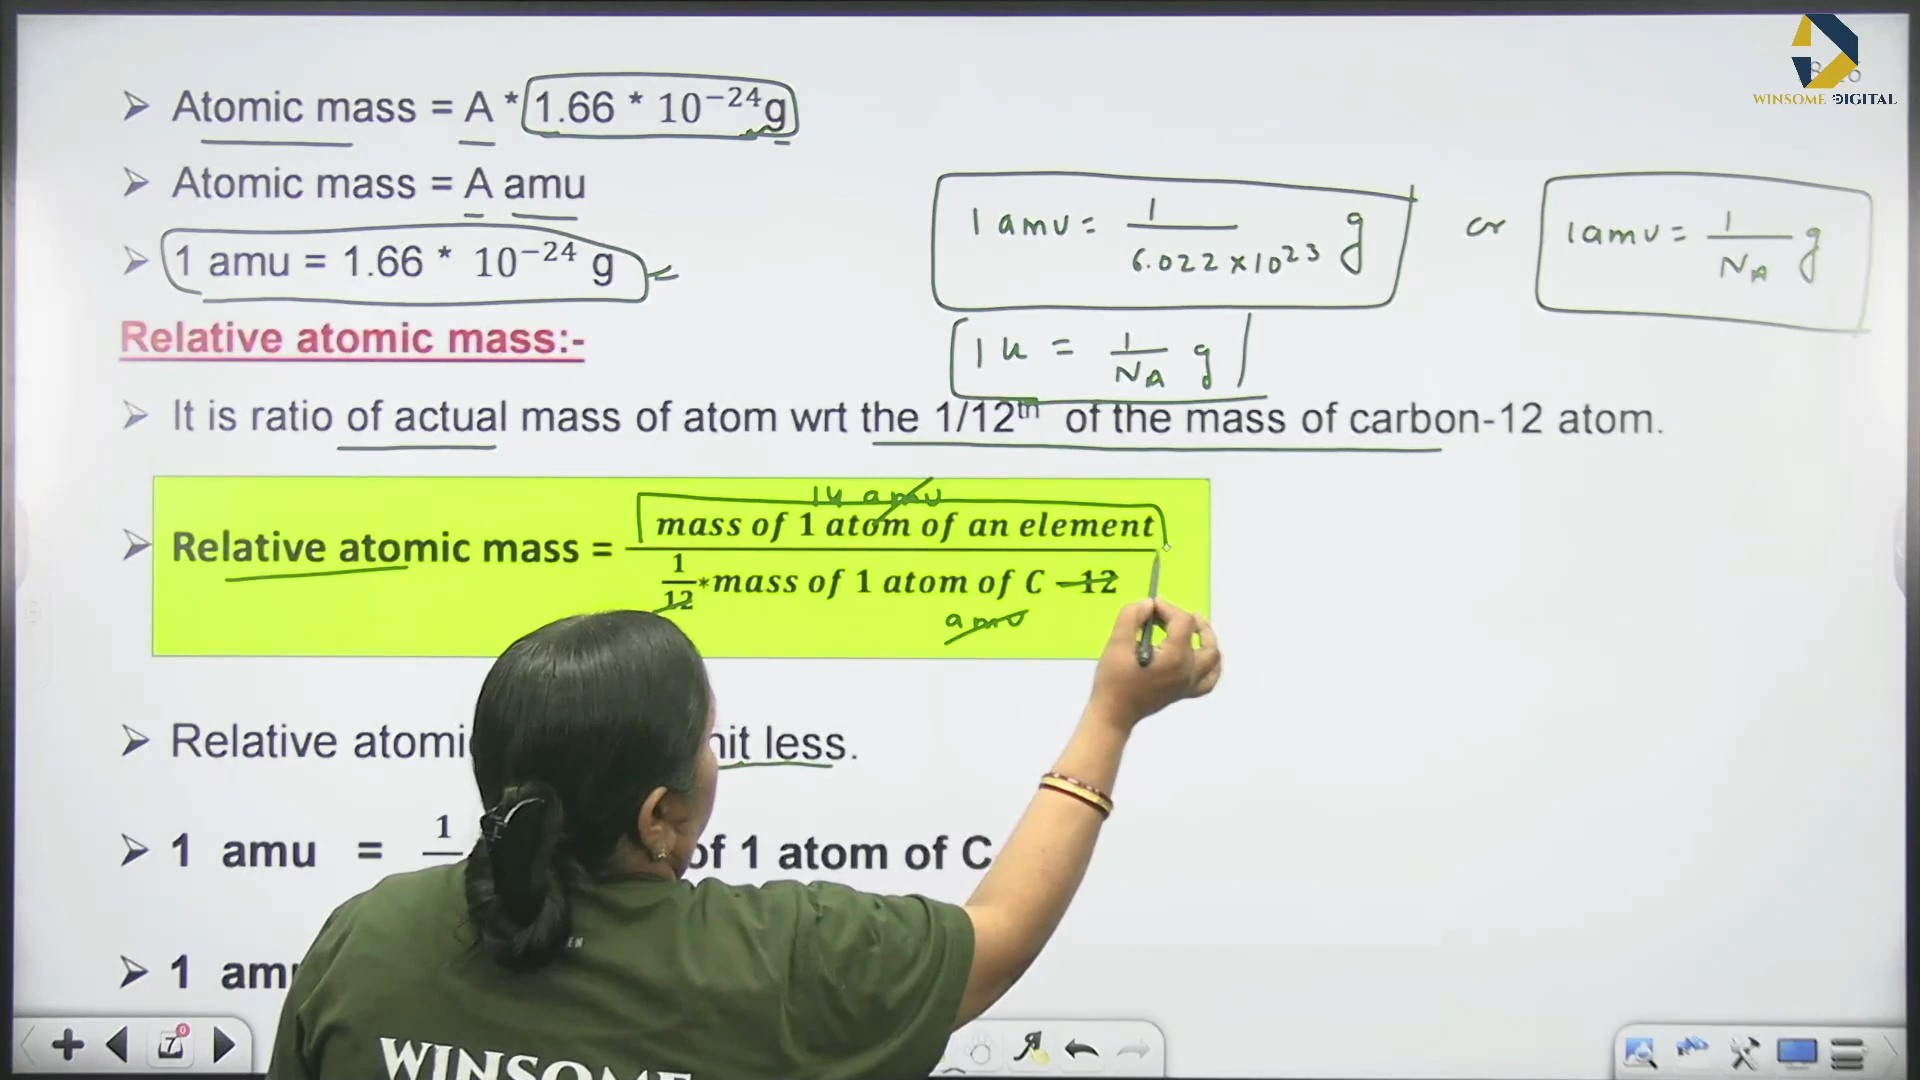 WINSOME DIGITAL
➢ Atomic mass = A * 1.66 * 10⁻²⁴g
➢ Atomic mass = A amu
1 amu = 1/6.022×10²³ g or 1amu = 1/N_A g
➢ 1 amu = 1.66 * 10⁻²⁴ g
Relative atomic mass:-
1 u = 1/N_A g
➢ It is ratio of actual mass of atom wrt the 1/12ᵗʰ of the mass of carbon-12 atom.
14 amu
➢ Relative atomic mass = mass of 1 atom of an element / 1/12 * mass of 1 atom of C - 12
amu
➢ Relative atomi less.
➢ 1 amu = 1 of 1 atom of C
➢ 1 am
EN
7 0
WINSOME